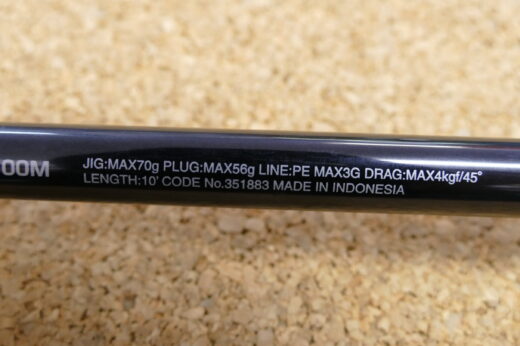 00M
JIG:MAX70g PLUG:MAX56g LINE:PE MAX3G DRAG:MAX4kgf/45°
LENGTH:10' CODE No.351883 MADE IN INDONESIA